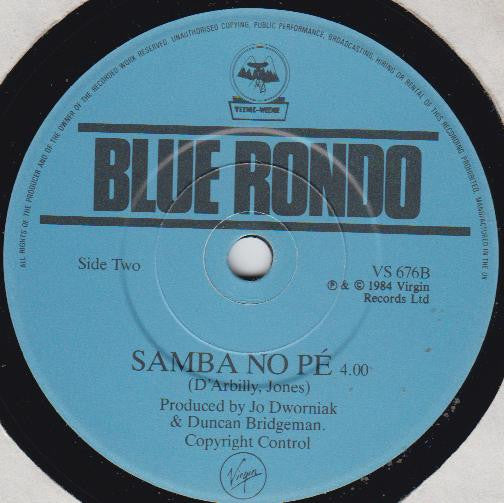 ALL RIGHTS OF THE PRODUCER AND OF THE OWNER OF THE RECORDED WORK RESERVED. UNAUTHORISED COPYING, PUBLIC PERFORMANCE, BROADCASTING, HIRING OR RENTAL OF THIS RECORDING PROHIBITED. MANUFACTURED IN THE UK
TEENIE-WEENIE
BLUE RONDO
Side Two
VS 676B
℗ & © 1984 Virgin
Records Ltd
SAMBA NO PÉ 4.00
(D'Arbilly, Jones)
Produced by Jo Dworniak
& Duncan Bridgeman.
Copyright Control
Virgin